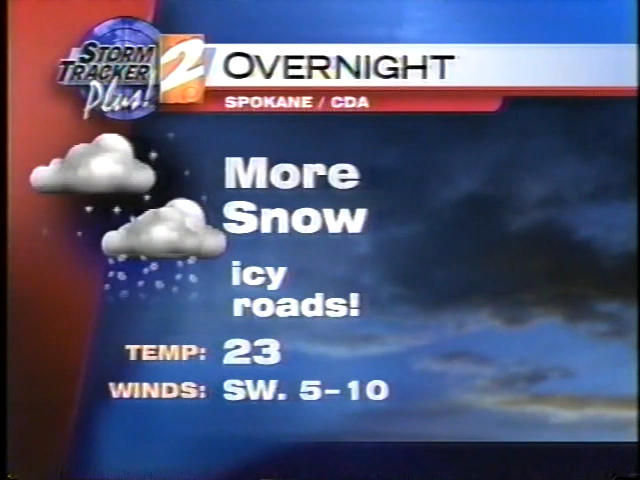 STORM
TRACKER
Plus!
2
OVERNIGHT
SPOKANE / CDA
More
Snow
icy
roads!
TEMP: 23
WINDS: SW. 5-10